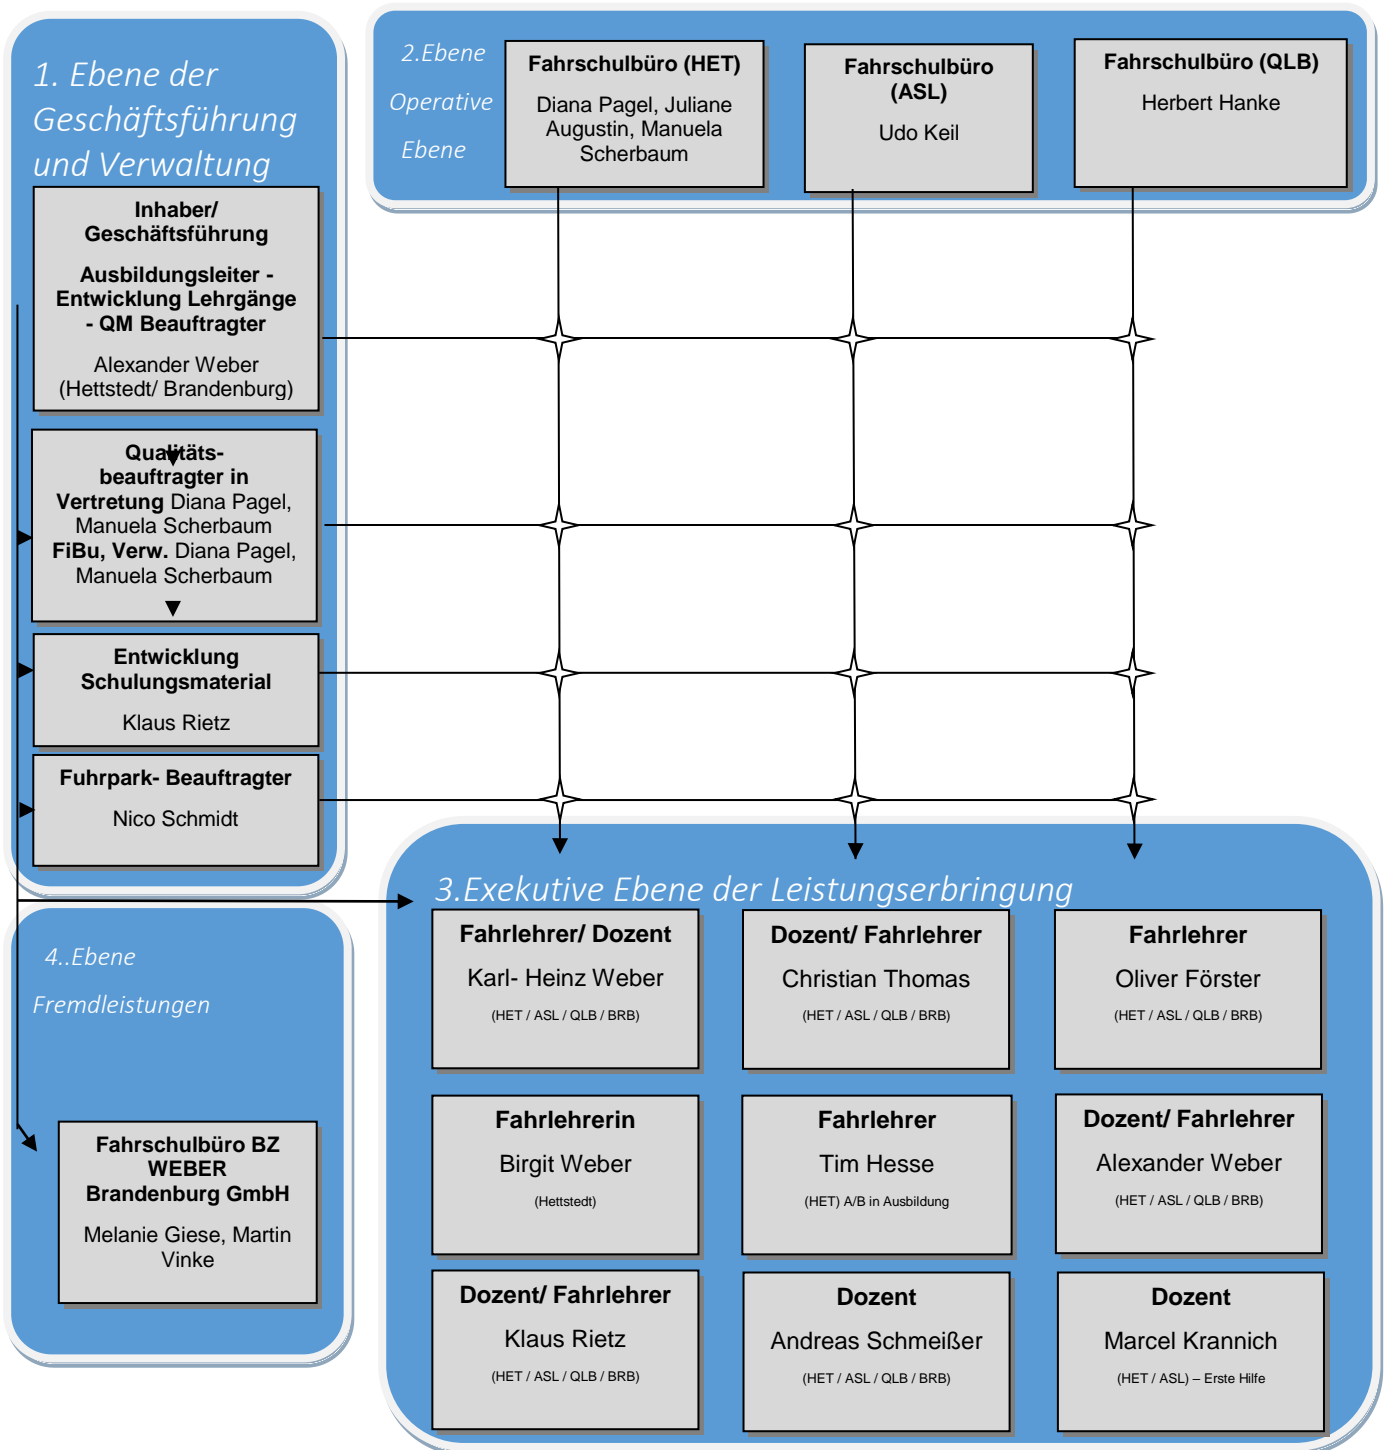 1. Ebene der
Geschäftsführung
und Verwaltung
Inhaber/
Geschäftsführung
Ausbildungsleiter -
Entwicklung Lehrgänge
- QM Beauftragter
Alexander Weber
(Hettstedt/ Brandenburg)
Qualitäts-
beauftragter in
Vertretung Diana Pagel,
Manuela Scherbaum
FiBu, Verw. Diana Pagel,
Manuela Scherbaum
Entwicklung
Schulungsmaterial
Klaus Rietz
Fuhrpark- Beauftragter
Nico Schmidt
2.Ebene
Operative
Ebene
Fahrschulbüro (HET)
Diana Pagel, Juliane
Augustin, Manuela
Scherbaum
Fahrschulbüro
(ASL)
Udo Keil
Fahrschulbüro (QLB)
Herbert Hanke
3.Exekutive Ebene der Leistungserbringung
Fahrlehrer/ Dozent
Karl- Heinz Weber
(HET / ASL / QLB / BRB)
Dozent/ Fahrlehrer
Christian Thomas
(HET / ASL / QLB / BRB)
Fahrlehrer
Oliver Förster
(HET / ASL / QLB / BRB)
Fahrlehrerin
Birgit Weber
(Hettstedt)
Fahrlehrer
Tim Hesse
(HET) A/B in Ausbildung
Dozent/ Fahrlehrer
Alexander Weber
(HET / ASL / QLB / BRB)
Dozent/ Fahrlehrer
Klaus Rietz
(HET / ASL / QLB / BRB)
Dozent
Andreas Schmeißer
(HET / ASL / QLB / BRB)
Dozent
Marcel Krannich
(HET / ASL) – Erste Hilfe
4..Ebene
Fremdleistungen
Fahrschulbüro BZ
WEBER
Brandenburg GmbH
Melanie Giese, Martin
Vinke